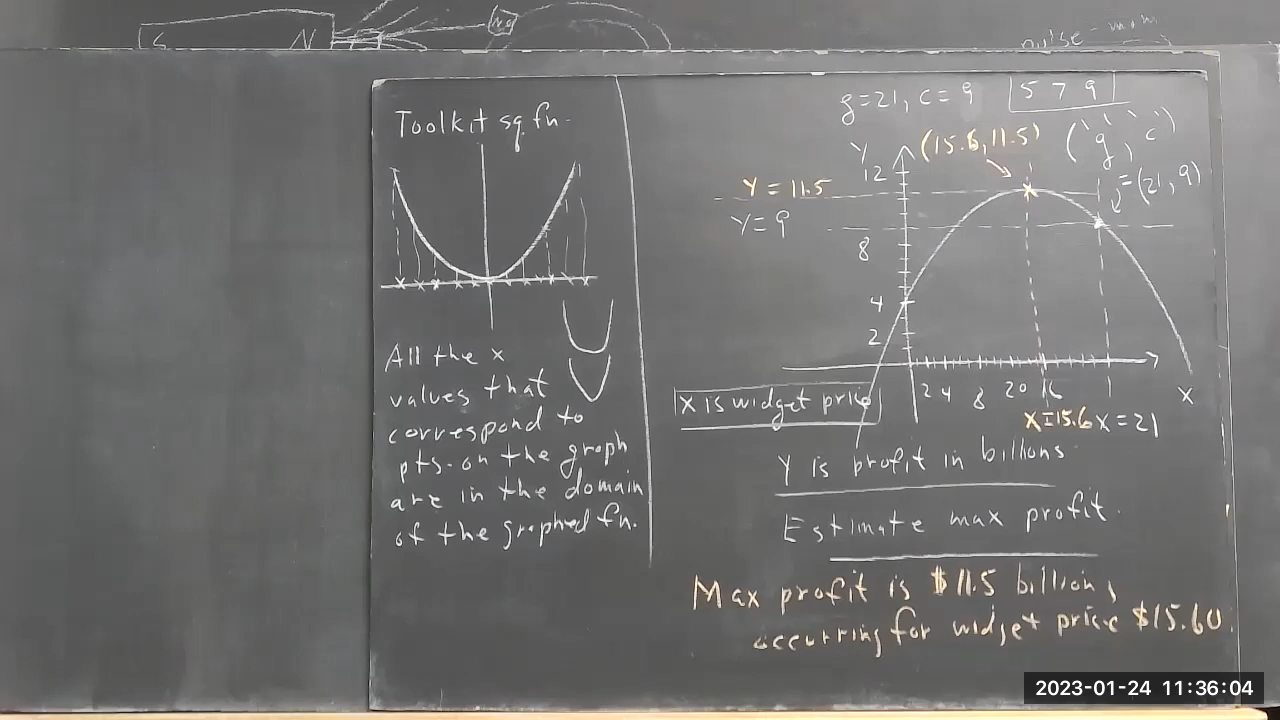 S N Na
pulse
Toolkit sq. fn.
All the x
values that
correspond to
pts. on the graph
are in the domain
of the graphed fn.
g=21, c=9 5 7 9
(15.6, 11.5) ('g', 'c')
Y
12
=(21, 9)
Y = 11.5
Y = 9
8
4
2
2 4 8 20 16 X
X is widget price
X=15.6 X=21
Y is profit in billions
Estimate max profit.
Max profit is $11.5 billion,
occurring for widget price $15.60.
2023-01-24 11:36:04